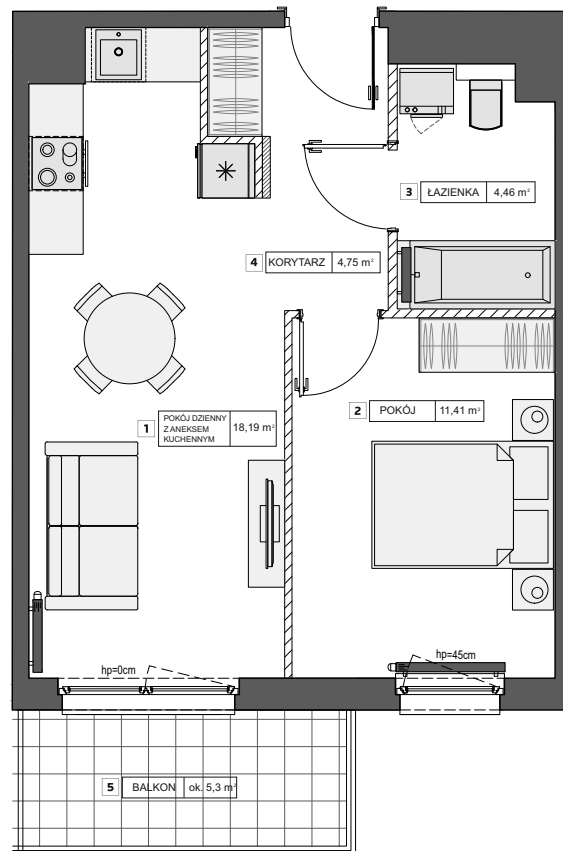 3 ŁAZIENKA 4,46 m²
4 KORYTARZ 4,75 m²
2 POKÓJ 11,41 m²
1 POKÓJ DZIENNY
Z ANEKSEM
KUCHENNYM 18,19 m²
hp=0cm
hp=45cm
5 BALKON ok. 5,3 m²